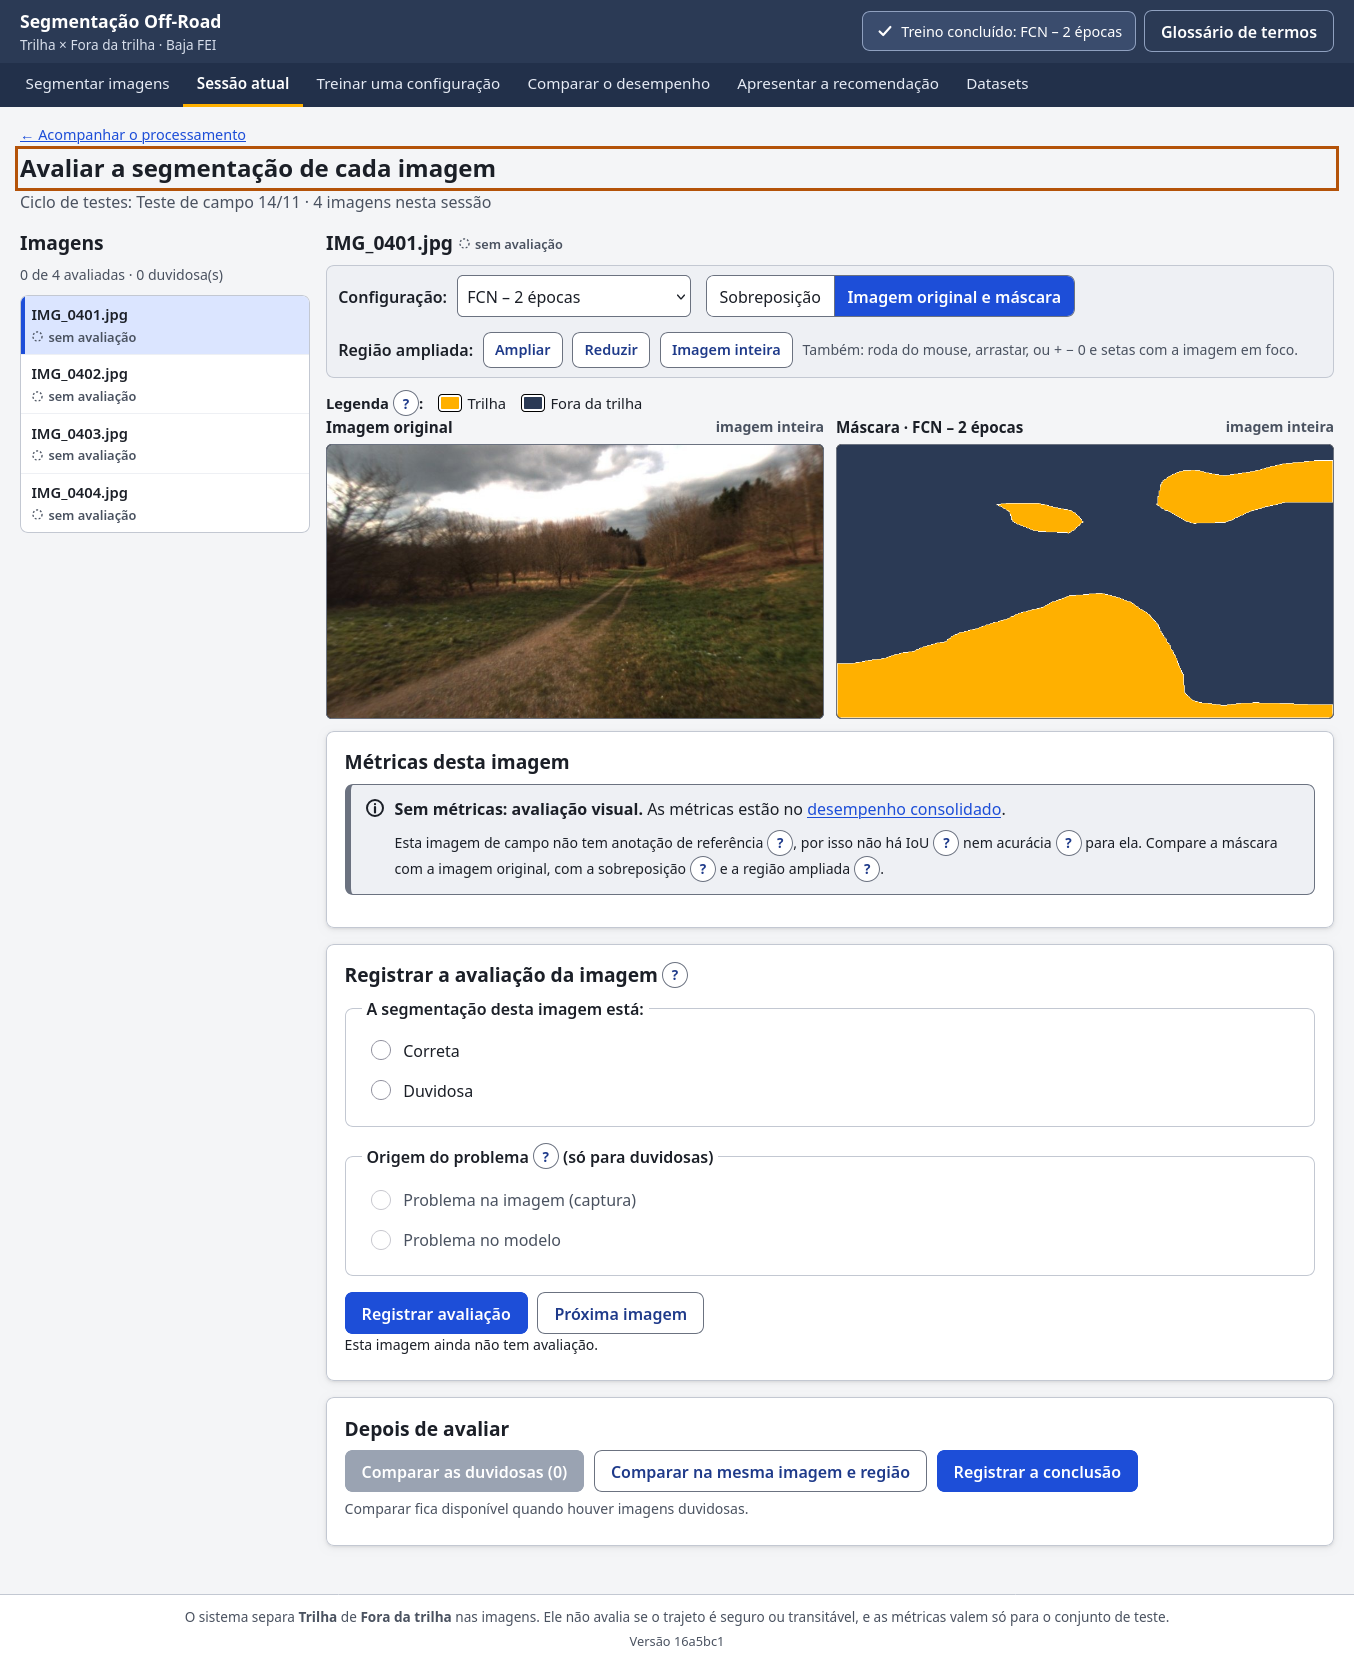 Segmentação Off-Road
Trilha × Fora da trilha · Baja FEI
Treino concluído: FCN – 2 épocas
Glossário de termos
Segmentar imagens
Sessão atual
Treinar uma configuração
Comparar o desempenho
Apresentar a recomendação
Datasets
← Acompanhar o processamento
Avaliar a segmentação de cada imagem
Ciclo de testes: Teste de campo 14/11 · 4 imagens nesta sessão
Imagens
0 de 4 avaliadas · 0 duvidosa(s)
IMG_0401.jpg
sem avaliação
IMG_0402.jpg
sem avaliação
IMG_0403.jpg
sem avaliação
IMG_0404.jpg
sem avaliação
IMG_0401.jpg sem avaliação
Configuração: FCN – 2 épocas Sobreposição Imagem original e máscara
Região ampliada: Ampliar Reduzir Imagem inteira Também: roda do mouse, arrastar, ou + − 0 e setas com a imagem em foco.
Legenda ?: Trilha Fora da trilha
Imagem original imagem inteira
Máscara · FCN – 2 épocas imagem inteira
Métricas desta imagem
Sem métricas: avaliação visual. As métricas estão no desempenho consolidado.
Esta imagem de campo não tem anotação de referência ?, por isso não há IoU ? nem acurácia ? para ela. Compare a máscara
com a imagem original, com a sobreposição ? e a região ampliada ?.
Registrar a avaliação da imagem ?
A segmentação desta imagem está:
Correta
Duvidosa
Origem do problema ? (só para duvidosas)
Problema na imagem (captura)
Problema no modelo
Registrar avaliação
Próxima imagem
Esta imagem ainda não tem avaliação.
Depois de avaliar
Comparar as duvidosas (0)
Comparar na mesma imagem e região
Registrar a conclusão
Comparar fica disponível quando houver imagens duvidosas.
O sistema separa Trilha de Fora da trilha nas imagens. Ele não avalia se o trajeto é seguro ou transitável, e as métricas valem só para o conjunto de teste.
Versão 16a5bc1